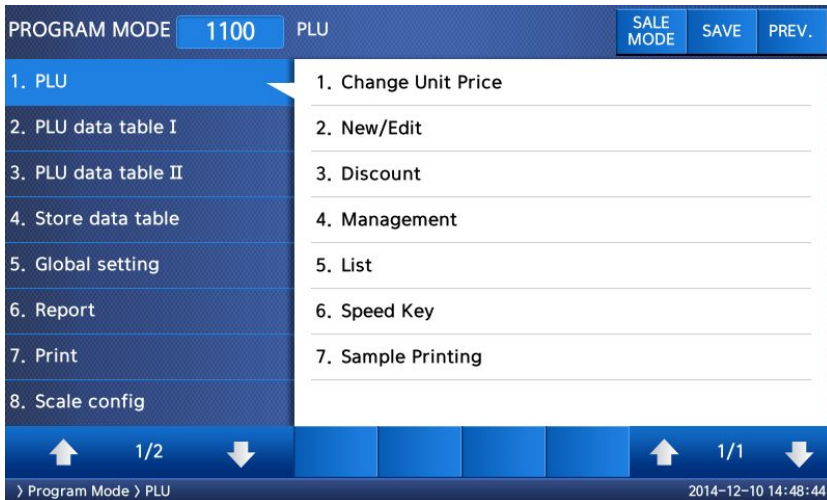 PROGRAM MODE 1100 PLU SALE MODE SAVE PREV.
1. PLU
2. PLU data table I
3. PLU data table II
4. Store data table
5. Global setting
6. Report
7. Print
8. Scale config
1. Change Unit Price
2. New/Edit
3. Discount
4. Management
5. List
6. Speed Key
7. Sample Printing
1/2
1/1
> Program Mode > PLU
2014-12-10 14:48:44